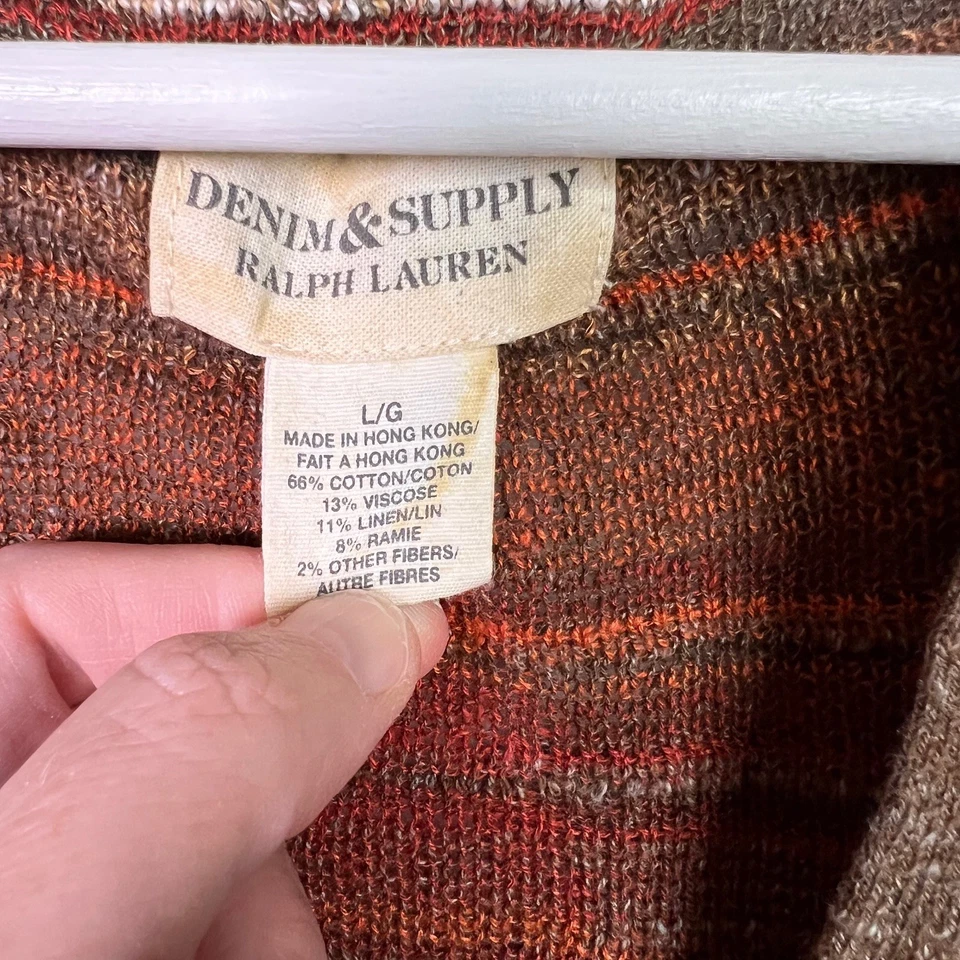 DENIM&SUPPLY
RALPH LAUREN
L/G
MADE IN HONG KONG/
FAIT A HONG KONG
66% COTTON/COTON
13% VISCOSE
11% LINEN/LIN
8% RAMIE
2% OTHER FIBERS/
AUTRE FIBRES